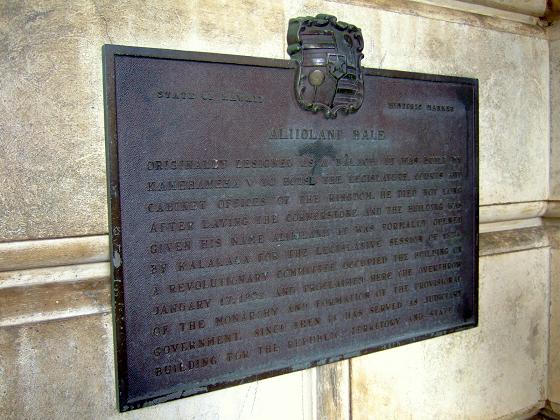 STATE OF HAWAII
HISTORIC MARKER
ALIIOLANI HALE
ORIGINALLY DESIGNED AS A PALACE IT WAS BUILT BY
KAMEHAMEHA V TO HOUSE THE LEGISLATURE, COURTS AND
CABINET OFFICES OF THE KINGDOM. HE DIED NOT LONG
AFTER LAYING THE CORNERSTONE AND THE BUILDING WAS
GIVEN HIS NAME ALIIOLANI. IT WAS FORMALLY OPENED
BY KALAKAUA FOR THE LEGISLATIVE SESSION OF
A REVOLUTIONARY COMMITTEE OCCUPIED THE BUILDING ON
JANUARY 17, 1893 AND PROCLAIMED HERE THE OVERTHROW
OF THE MONARCHY AND FORMATION OF THE PROVISIONAL
GOVERNMENT. SINCE THEN IT HAS SERVED AS JUDICIARY
BUILDING FOR THE REPUBLIC, TERRITORY AND STATE.